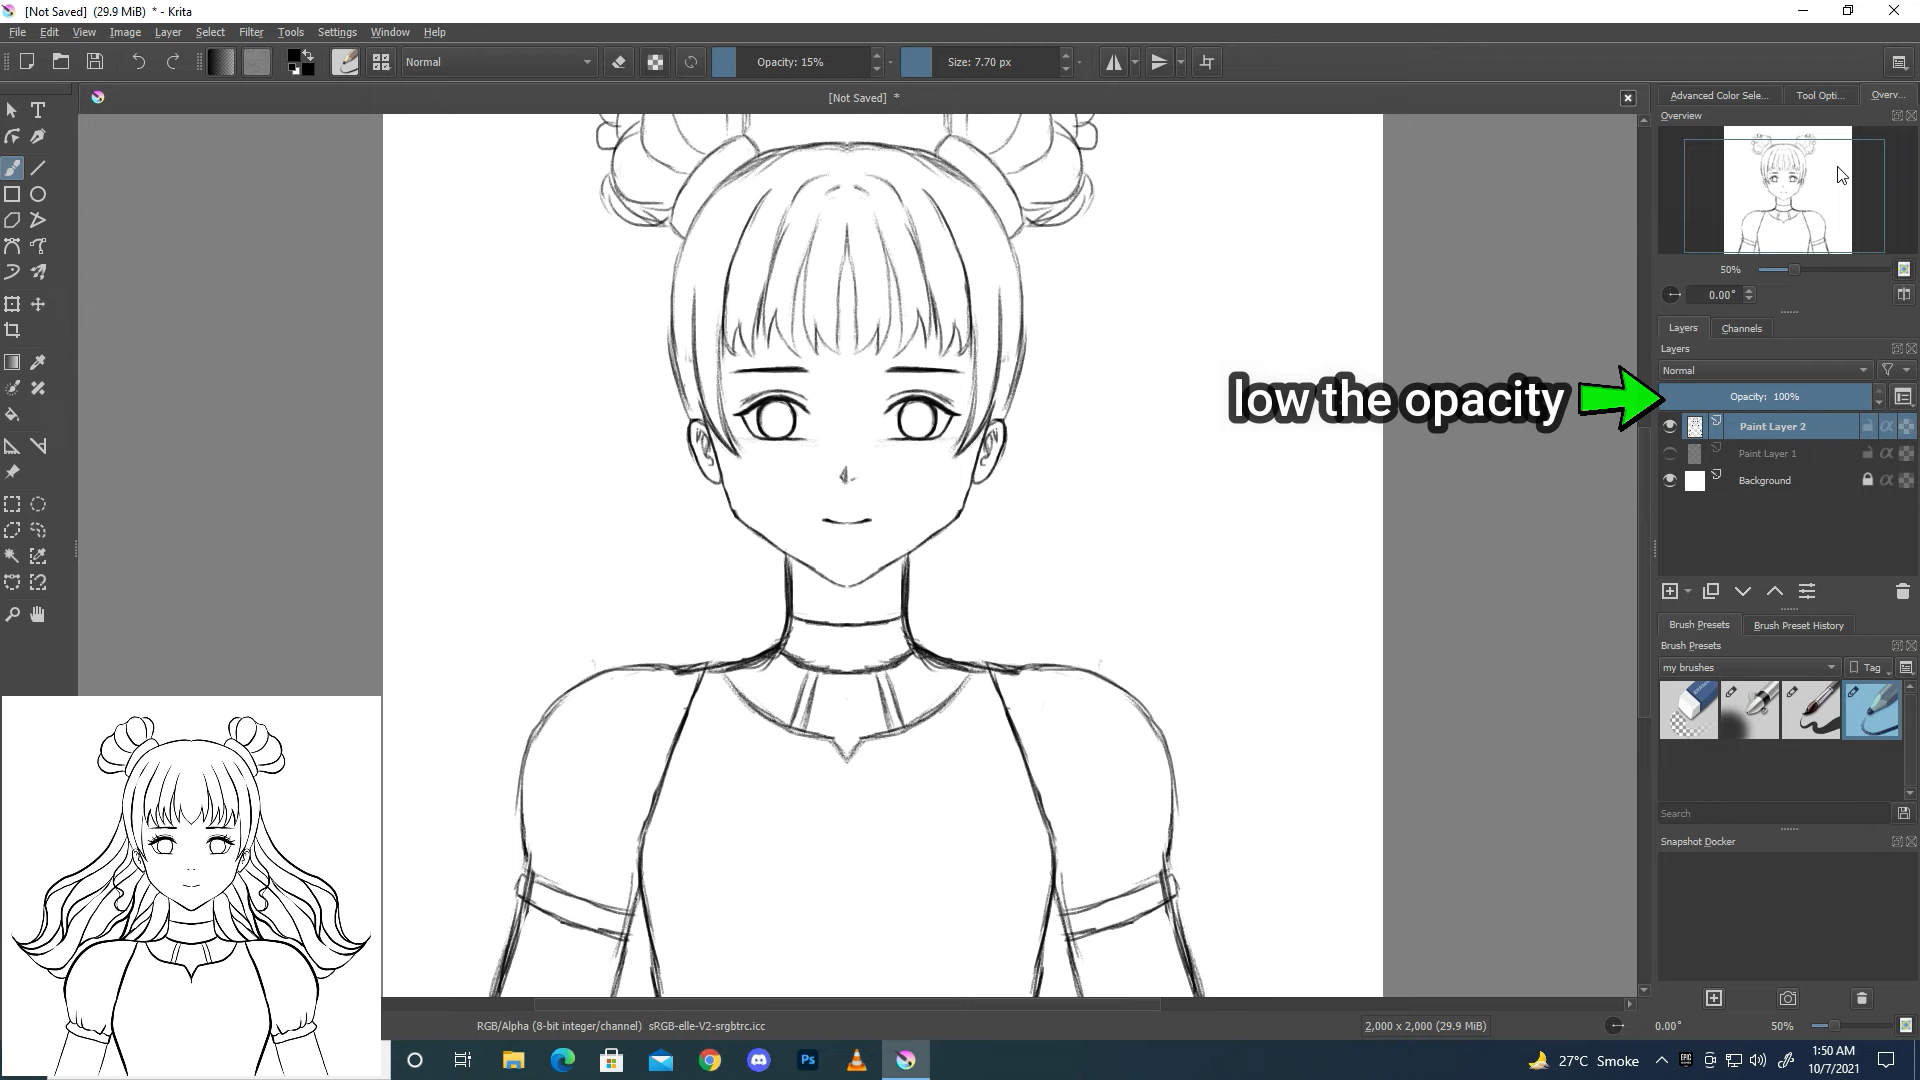 [Not Saved] (29.9 MiB) * - Krita
File Edit View Image Layer Select Filter Tools Settings Window Help
Normal
Opacity: 15%
Size: 7.70 px
[Not Saved] *
Advanced Color Sele... Tool Opti... Overv...
Overview
50%
0.00°
Layers Channels
Layers
Normal
low the opacity
Opacity: 100%
Paint Layer 2
Paint Layer 1
Background
Brush Presets Brush Preset History
Brush Presets
my brushes
Tag
Search
Snapshot Docker
RGB/Alpha (8-bit integer/channel) sRGB-elle-V2-srgbtrc.icc
2,000 x 2,000 (29.9 MiB)
0.00°
50%
Ps
27°C Smoke
EPIC
1:50 AM
10/7/2021